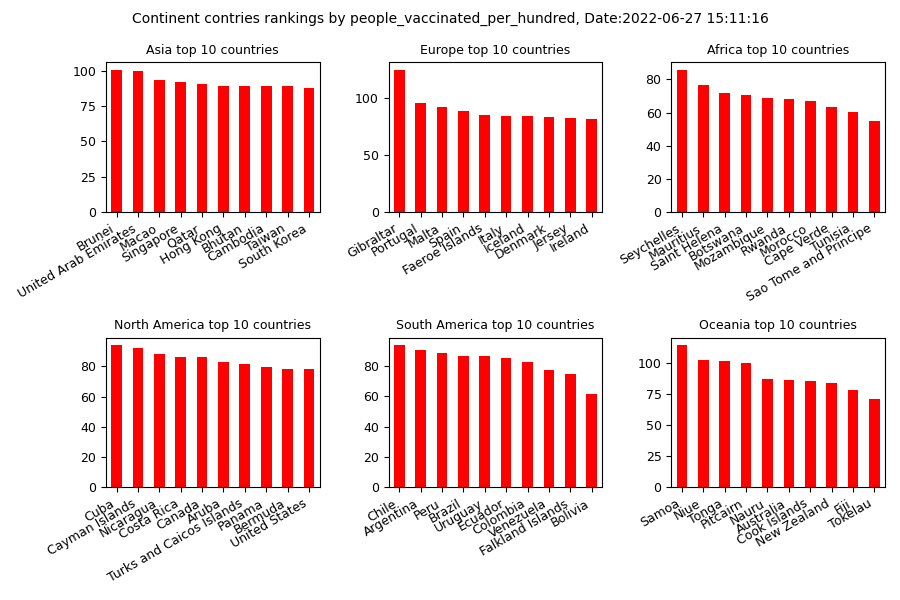 Continent contries rankings by people_vaccinated_per_hundred, Date:2022-06-27 15:11:16
Asia top 10 countries
100
75
50
25
0
Brunei
United Arab Emirates
Macao
Singapore
Qatar
Hong Kong
Bhutan
Cambodia
Taiwan
South Korea
Europe top 10 countries
100
50
0
Gibraltar
Portugal
Malta
Spain
Faeroe Islands
Italy
Iceland
Denmark
Jersey
Ireland
Africa top 10 countries
80
60
40
20
0
Seychelles
Mauritius
Saint Helena
Botswana
Mozambique
Rwanda
Morocco
Cape Verde
Tunisia
Sao Tome and Principe
North America top 10 countries
80
60
40
20
0
Cuba
Cayman Islands
Nicaragua
Costa Rica
Canada
Aruba
Turks and Caicos Islands
Panama
Bermuda
United States
South America top 10 countries
80
60
40
20
0
Chile
Argentina
Peru
Brazil
Uruguay
Ecuador
Colombia
Venezuela
Falkland Islands
Bolivia
Oceania top 10 countries
100
75
50
25
0
Samoa
Niue
Tonga
Pitcairn
Nauru
Australia
Cook Islands
New Zealand
Fiji
Tokelau